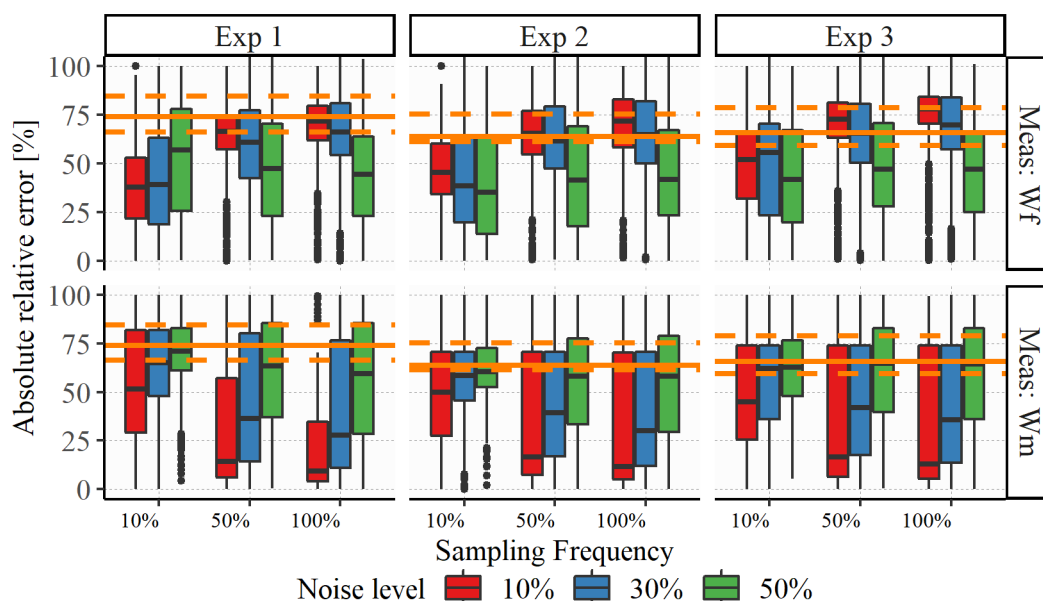 Exp 1 Exp 2 Exp 3
Absolute relative error [%]
100
75
50
25
0
Meas: Wf
100
75
50
25
0
Meas: Wm
10% 50% 100% 10% 50% 100% 10% 50% 100%
Sampling Frequency
Noise level 10% 30% 50%